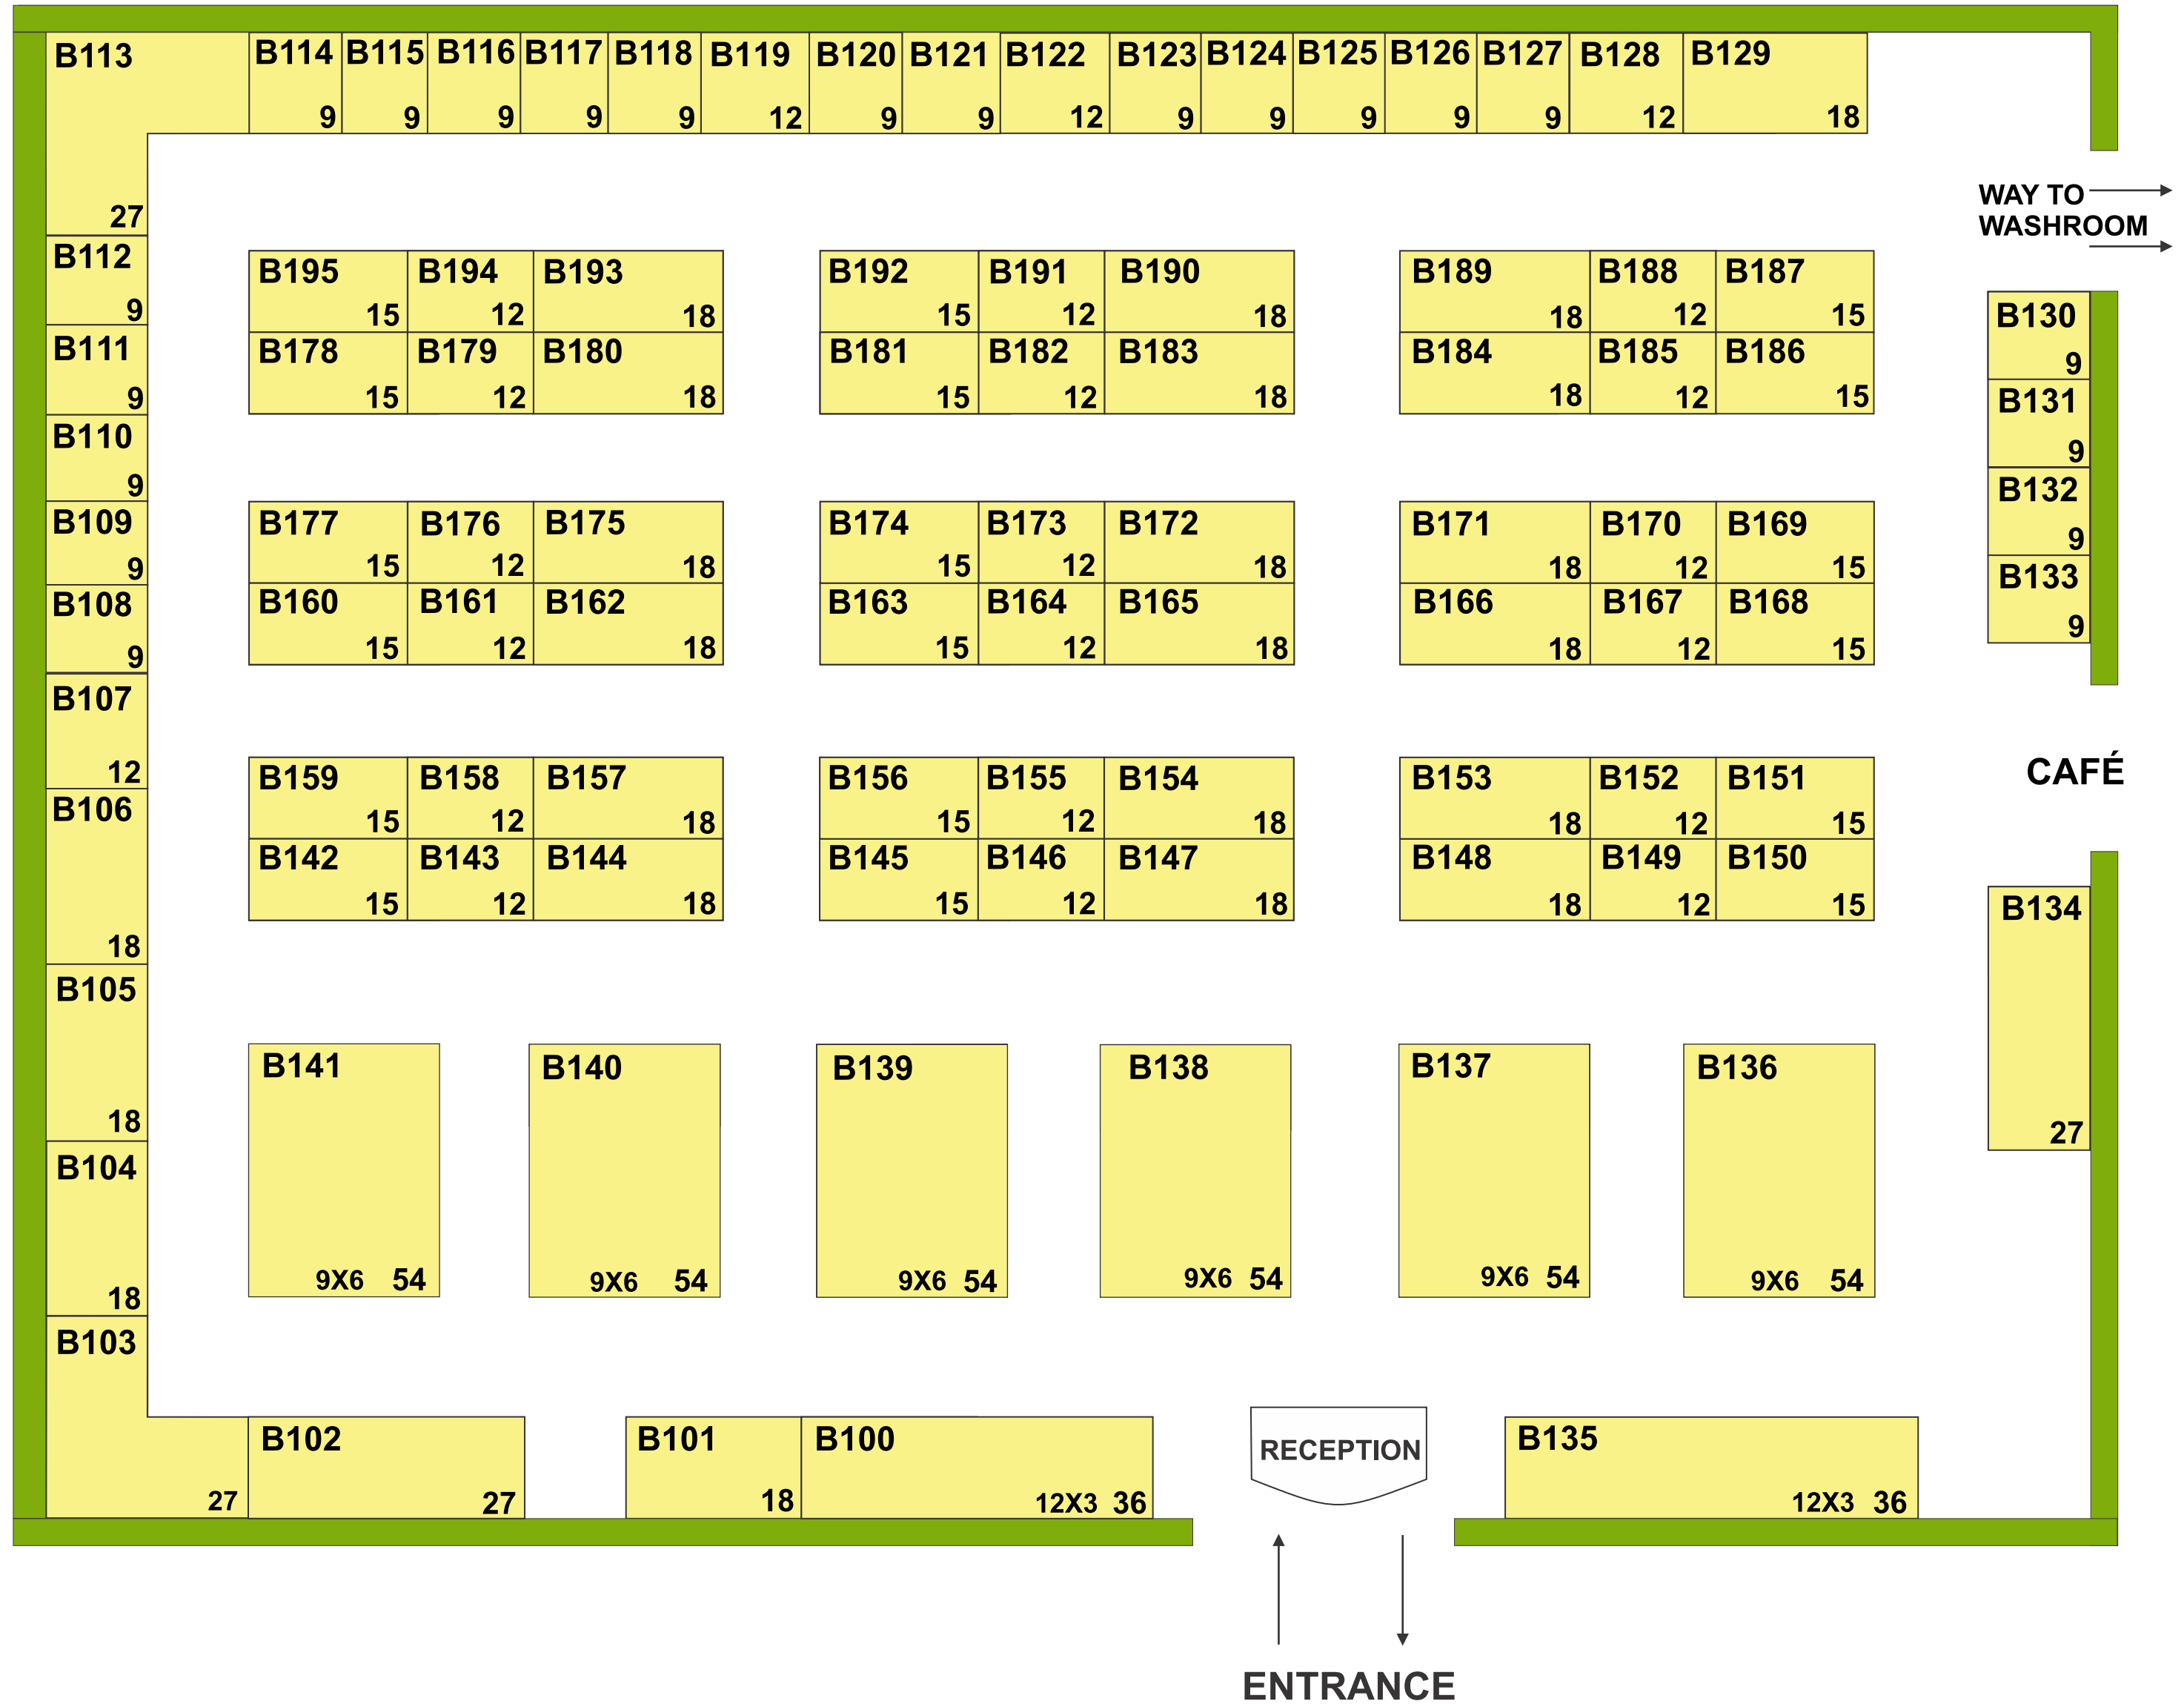 B113 B114 B115 B116 B117 B118 B119 B120 B121 B122 B123 B124 B125 B126 B127 B128 B129
9 9 9 9 9 12 9 9 12 9 9 9 9 9 12 18
27
WAY TO
WASHROOM
B112
9
B195 B194 B193 B192 B191 B190 B189 B188 B187
15 12 18 15 12 18 18 12 15
B130
9
B111
9
B178 B179 B180 B181 B182 B183 B184 B185 B186
15 12 18 15 12 18 18 12 15
B131
9
B110
9
B132
9
B109
9
B177 B176 B175 B174 B173 B172 B171 B170 B169
15 12 18 15 12 18 18 12 15
B133
9
B108
9
B160 B161 B162 B163 B164 B165 B166 B167 B168
15 12 18 15 12 18 18 12 15
B107
12
CAFÉ
B159 B158 B157 B156 B155 B154 B153 B152 B151
15 12 18 15 12 18 18 12 15
B106
18
B142 B143 B144 B145 B146 B147 B148 B149 B150
15 12 18 15 12 18 18 12 15
B134
27
B105
18
B141 B140 B139 B138 B137 B136
9X6 54 9X6 54 9X6 54 9X6 54 9X6 54 9X6 54
B104
18
B103
27
B102
27
B101
18
B100
12X3 36
RECEPTION
B135
12X3 36
ENTRANCE